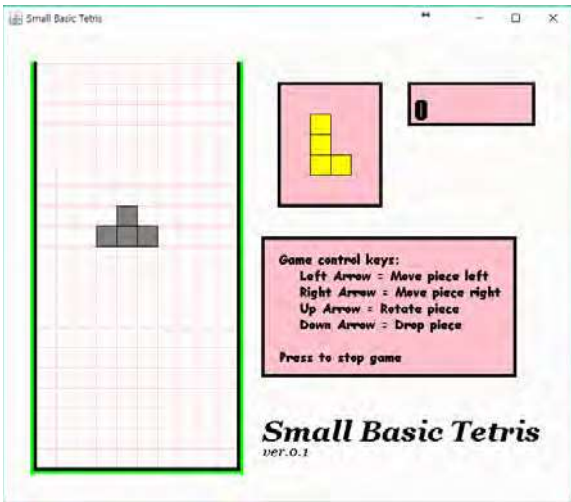 Small Basic Tetris
0
Game control keys:
Left Arrow = Move piece left
Right Arrow = Move piece right
Up Arrow = Rotate piece
Down Arrow = Drop piece
Press to stop game
Small Basic Tetris
ver.0.1